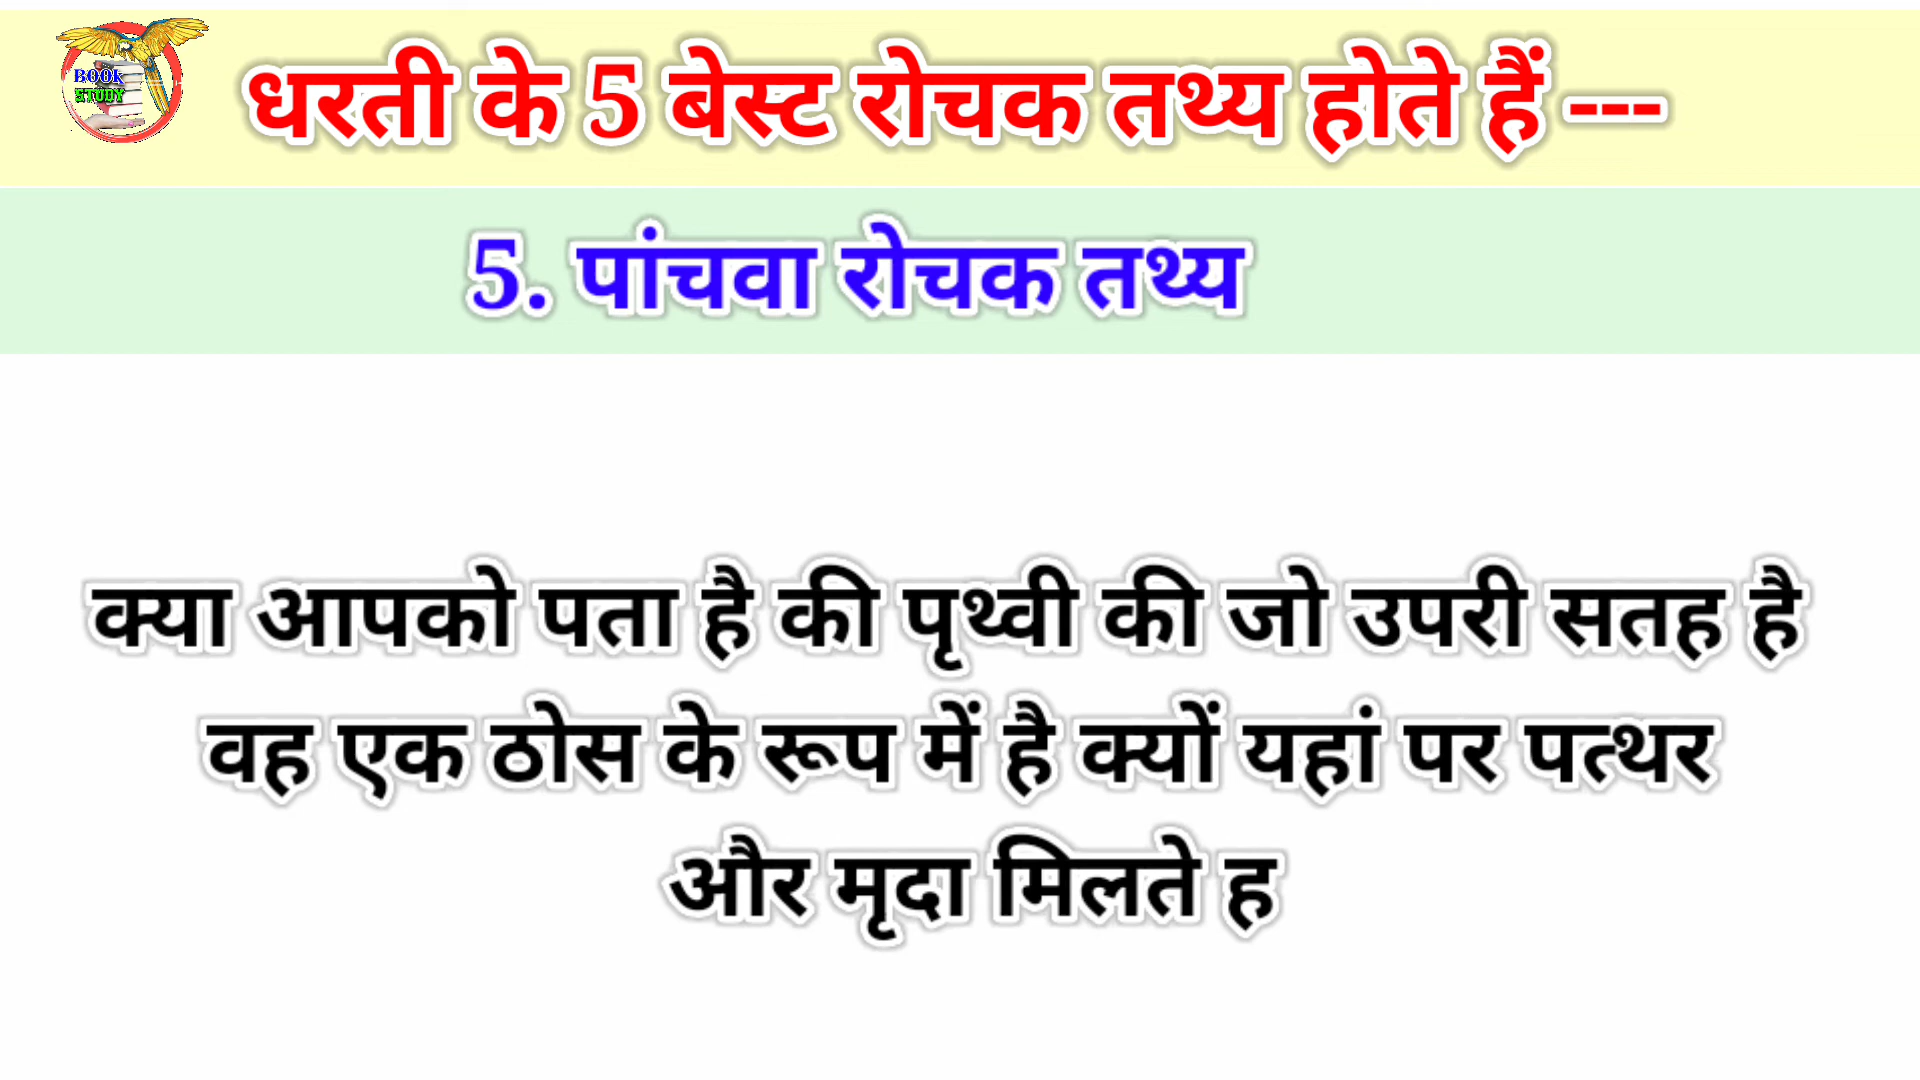 BOOK
STUDY
धरती के 5 बेस्ट रोचक तथ्य होते हैं ---
5. पांचवा रोचक तथ्य
क्या आपको पता है की पृथ्वी की जो उपरी सतह है
वह एक ठोस के रूप में है क्यों यहां पर पत्थर
और मृदा मिलते ह